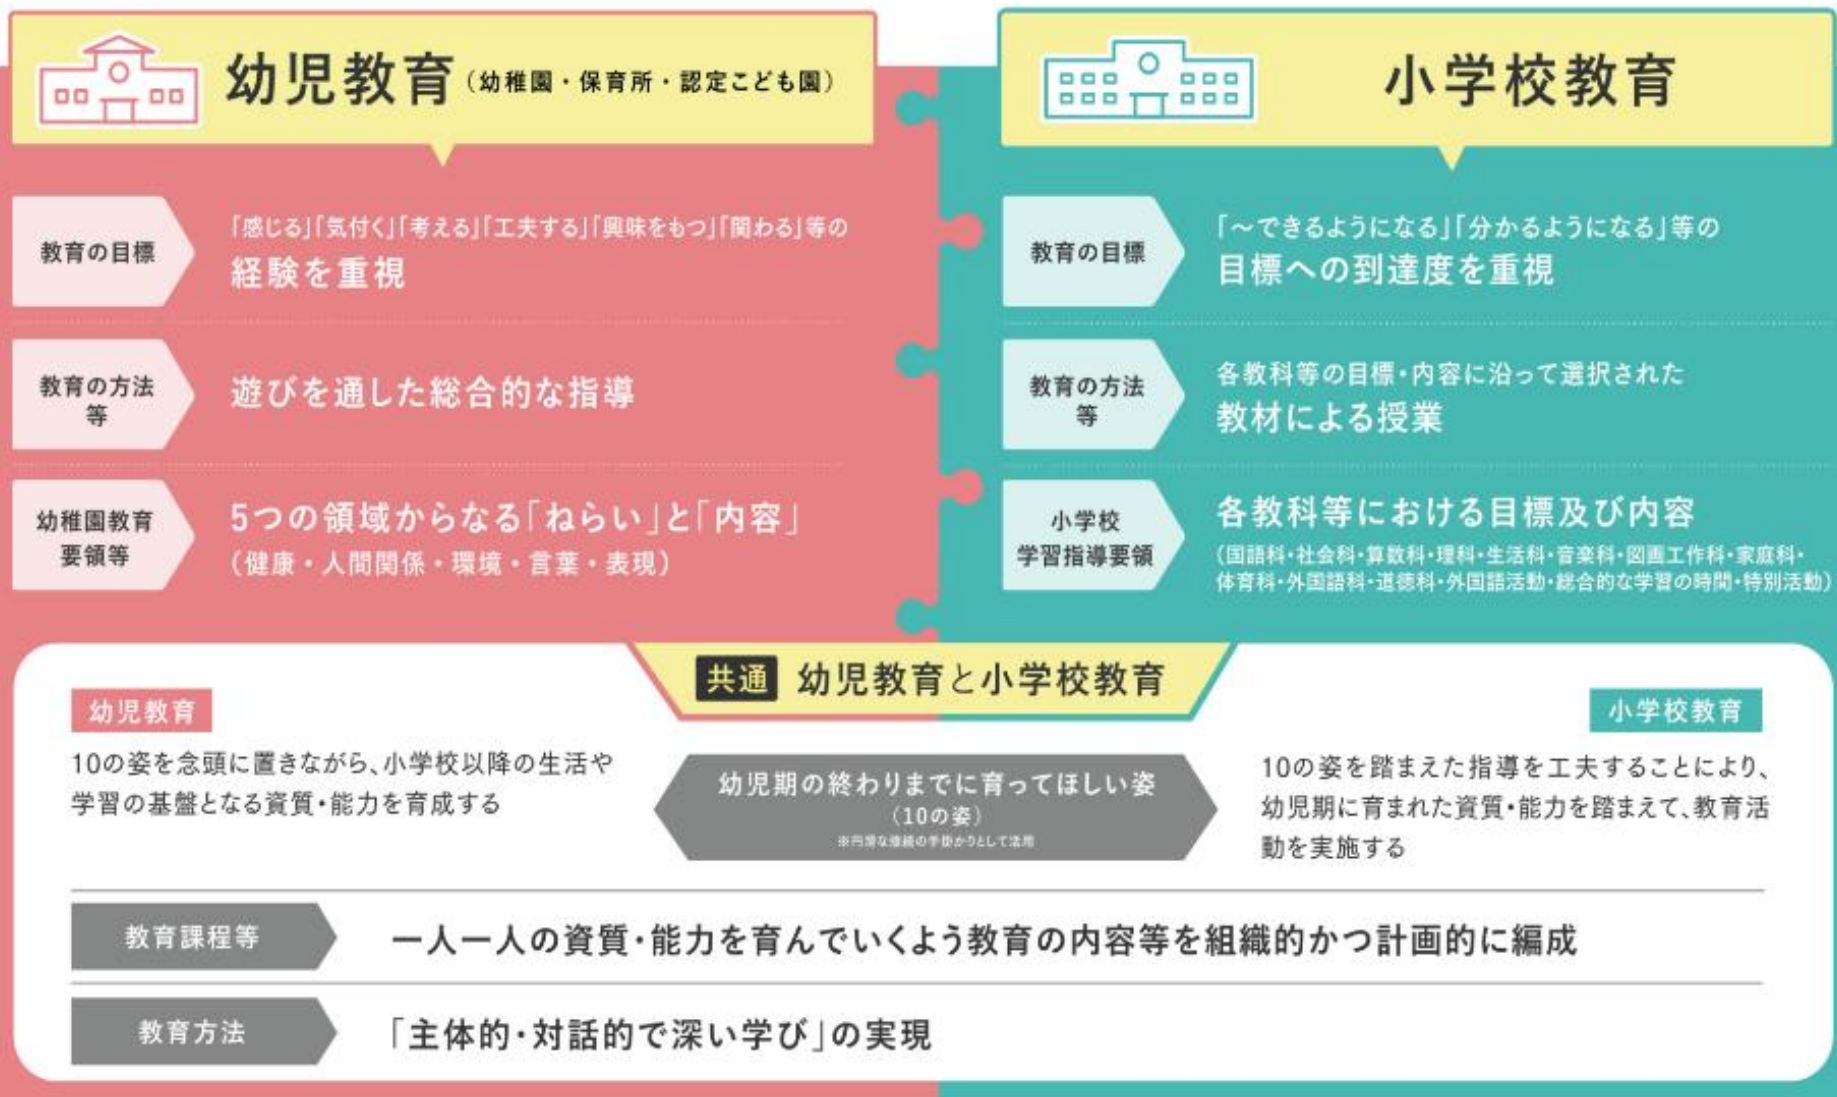 幼児教育(幼稚園・保育所・認定こども園)
教育の目標
「感じる」「気付く」「考える」「工夫する」「興味をもつ」「関わる」等の
経験を重視
教育の方法
等
遊びを通した総合的な指導
幼稚園教育
要領等
5つの領域からなる「ねらい」と「内容」
(健康・人間関係・環境・言葉・表現)
小学校教育
教育の目標
「~できるようになる」「分かるようになる」等の
目標への到達度を重視
教育の方法
等
各教科等の目標・内容に沿って選択された
教材による授業
小学校
学習指導要領
各教科等における目標及び内容
(国語科・社会科・算数科・理科・生活科・音楽科・図画工作科・家庭科・
体育科・外国語科・道徳科・外国語活動・総合的な学習の時間・特別活動)
共通 幼児教育と小学校教育
幼児教育
10の姿を念頭に置きながら、小学校以降の生活や
学習の基盤となる資質・能力を育成する
幼児期の終わりまでに育ってほしい姿
(10の姿)
※円滑な接続の手掛かりとして活用
小学校教育
10の姿を踏まえた指導を工夫することにより、
幼児期に育まれた資質・能力を踏まえて、教育活
動を実施する
教育課程等
一人一人の資質・能力を育んでいくよう教育の内容等を組織的かつ計画的に編成
教育方法
「主体的・対話的で深い学び」の実現